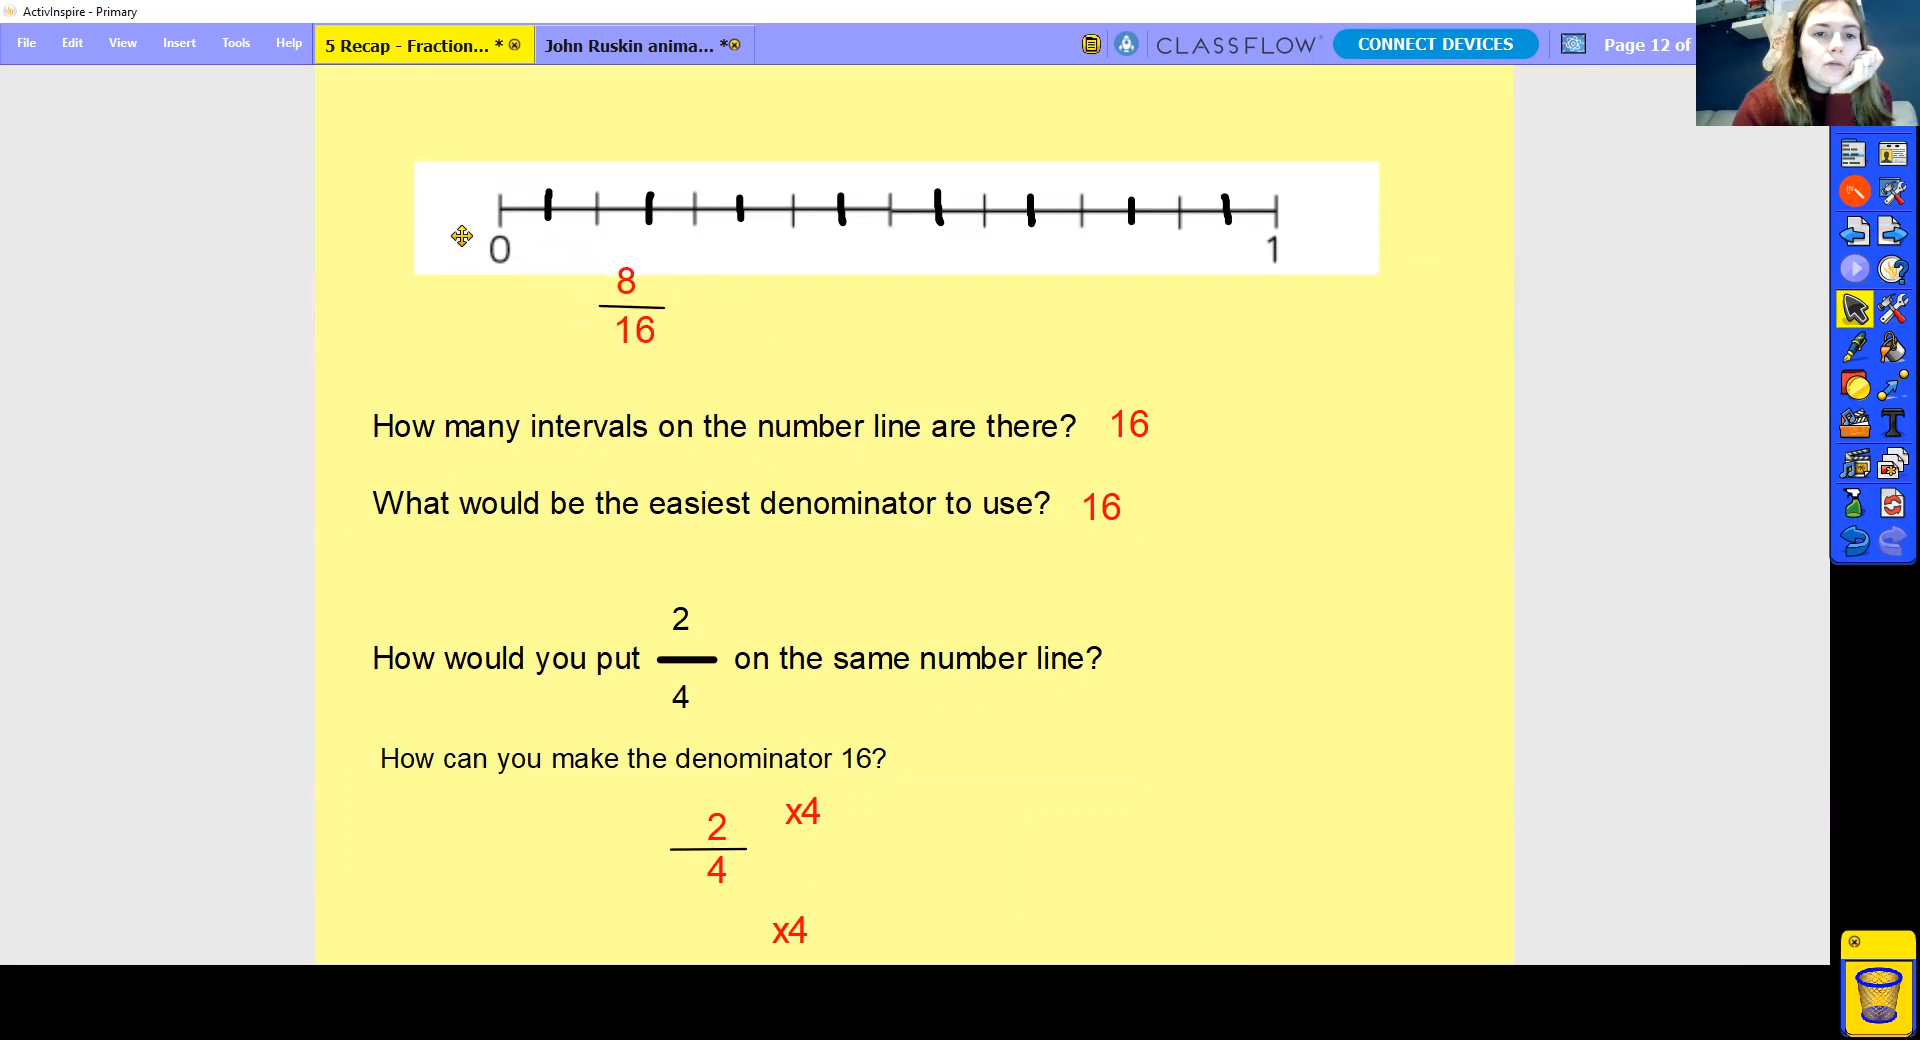 ActivInspire - Primary
File Edit View Insert Tools Help 5 Recap - Fraction... * John Ruskin anima... * CLASSFLOW CONNECT DEVICES Page 12 of
0 1
8
16
How many intervals on the number line are there? 16
What would be the easiest denominator to use? 16
2
How would you put on the same number line?
4
How can you make the denominator 16?
x4
2
4
x4